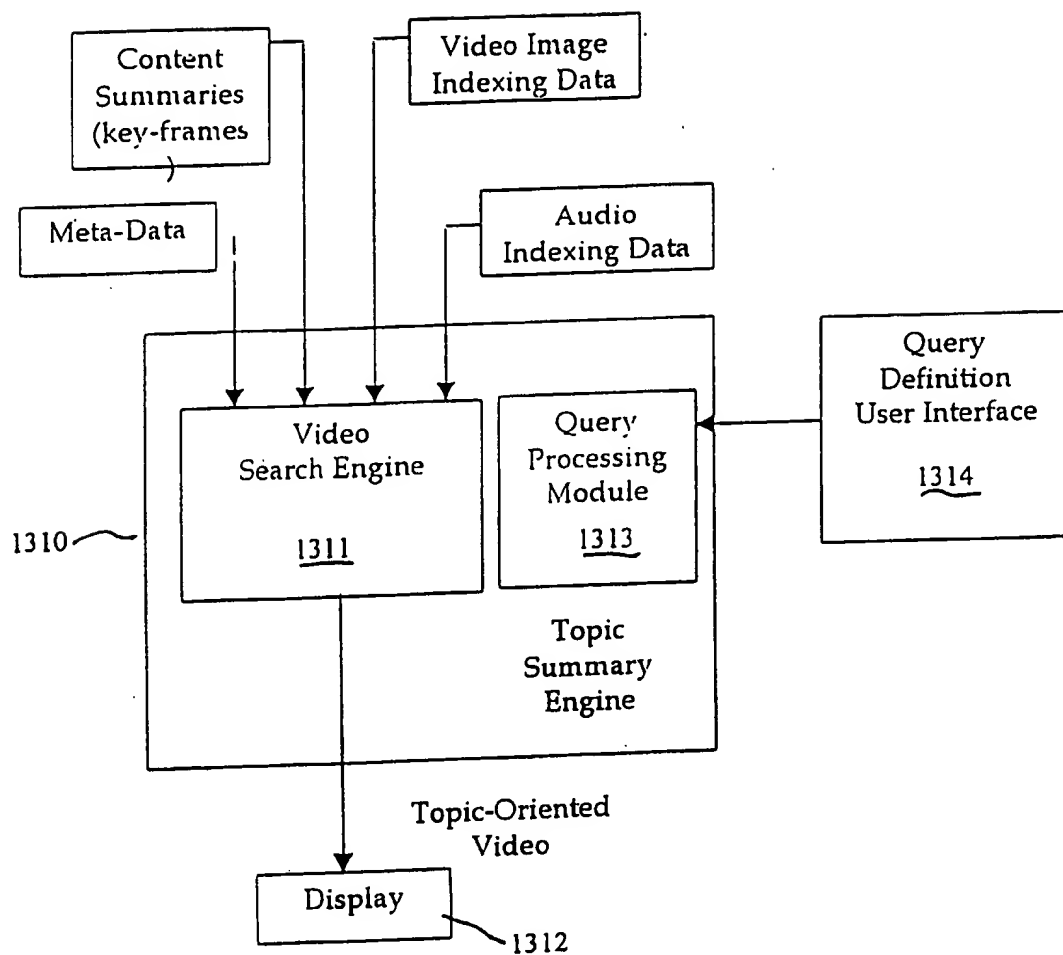 Content
Summaries
(key-frames
)
Video Image
Indexing Data
Meta-Data
Audio
Indexing Data
Query
Definition
User Interface
1314
Video
Search Engine
1311
Query
Processing
Module
1313
1310
Topic
Summary
Engine
Topic-Oriented
Video
Display
1312